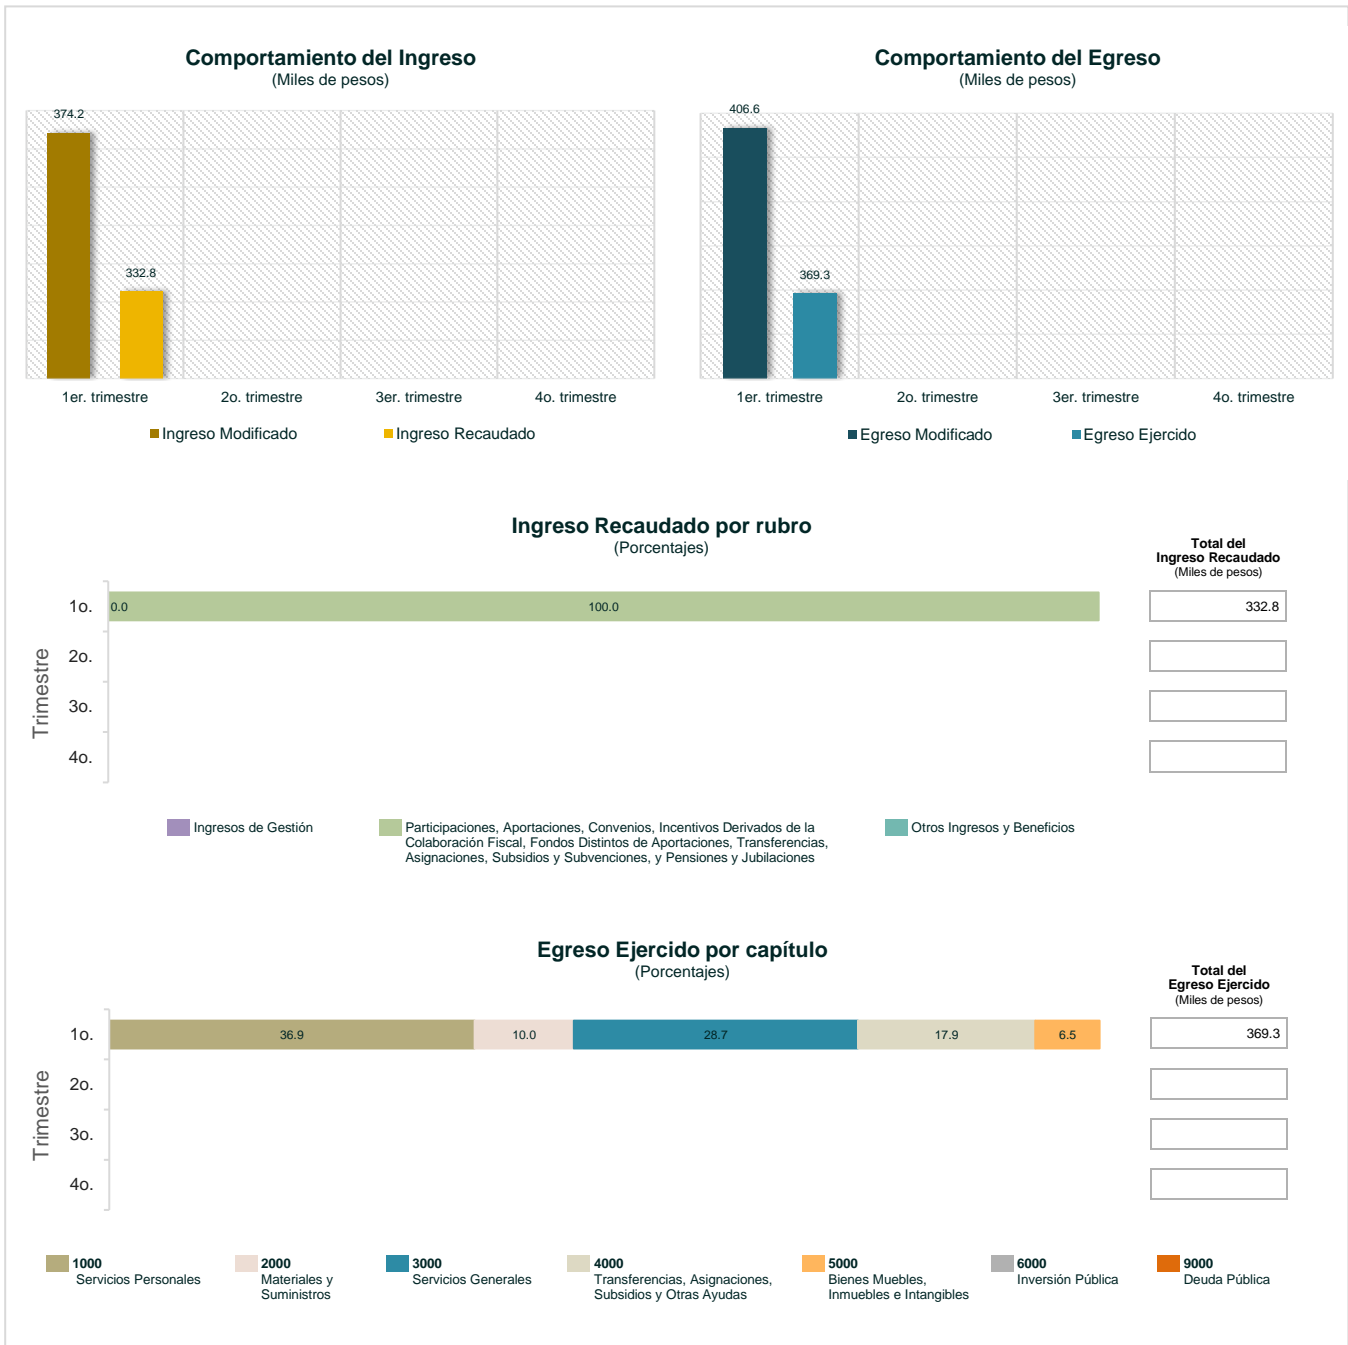 Comportamiento del Ingreso
(Miles de pesos)
374.2
332.8
1er. trimestre
2o. trimestre
3er. trimestre
4o. trimestre
Ingreso Modificado
Ingreso Recaudado
Comportamiento del Egreso
(Miles de pesos)
406.6
369.3
1er. trimestre
2o. trimestre
3er. trimestre
4o. trimestre
Egreso Modificado
Egreso Ejercido
Ingreso Recaudado por rubro
(Porcentajes)
Total del
Ingreso Recaudado
(Miles de pesos)
Trimestre
1o.
0.0
100.0
332.8
2o.
3o.
4o.
Ingresos de Gestión
Participaciones, Aportaciones, Convenios, Incentivos Derivados de la
Colaboración Fiscal, Fondos Distintos de Aportaciones, Transferencias,
Asignaciones, Subsidios y Subvenciones, y Pensiones y Jubilaciones
Otros Ingresos y Beneficios
Egreso Ejercido por capítulo
(Porcentajes)
Total del
Egreso Ejercido
(Miles de pesos)
Trimestre
1o.
36.9
10.0
28.7
17.9
6.5
369.3
2o.
3o.
4o.
1000
Servicios Personales
2000
Materiales y
Suministros
3000
Servicios Generales
4000
Transferencias, Asignaciones,
Subsidios y Otras Ayudas
5000
Bienes Muebles,
Inmuebles e Intangibles
6000
Inversión Pública
9000
Deuda Pública